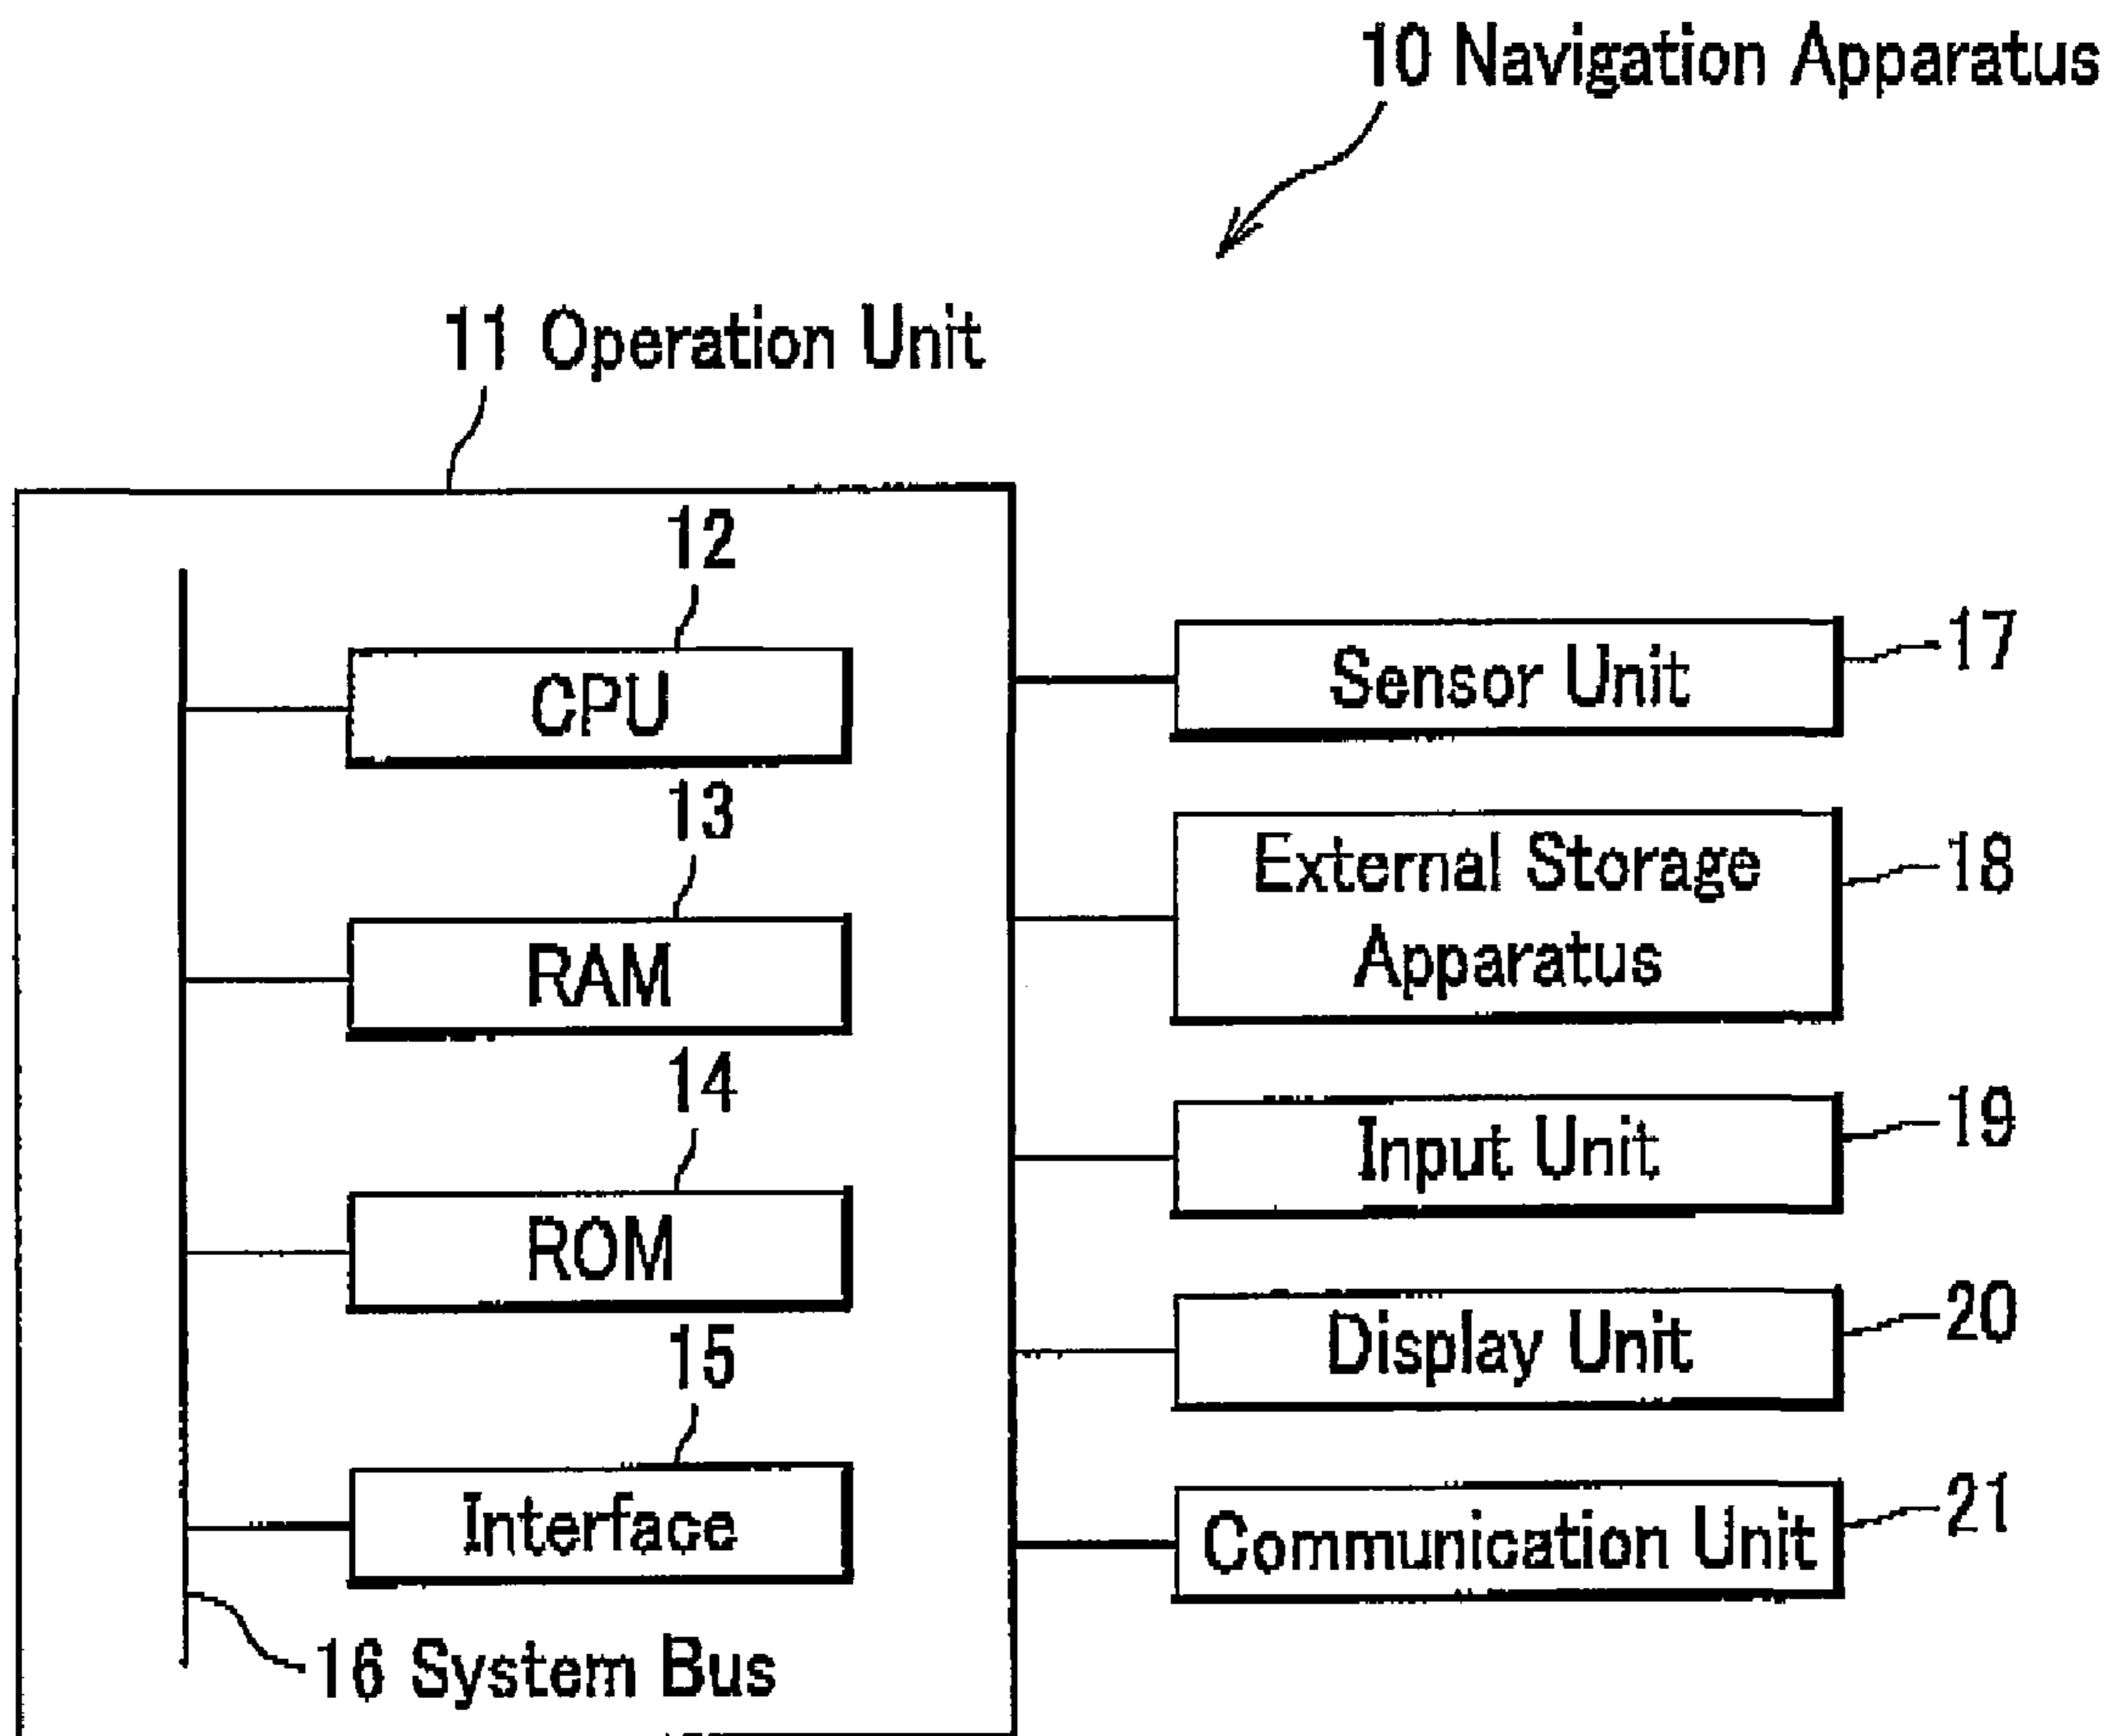 10 Navigation Apparatus
11 Operation Unit
12
CPU
13
RAM
14
ROM
15
Interface
16 System Bus
Sensor Unit
17
External Storage
Apparatus
18
Input Unit
19
Display Unit
20
Communication Unit
21